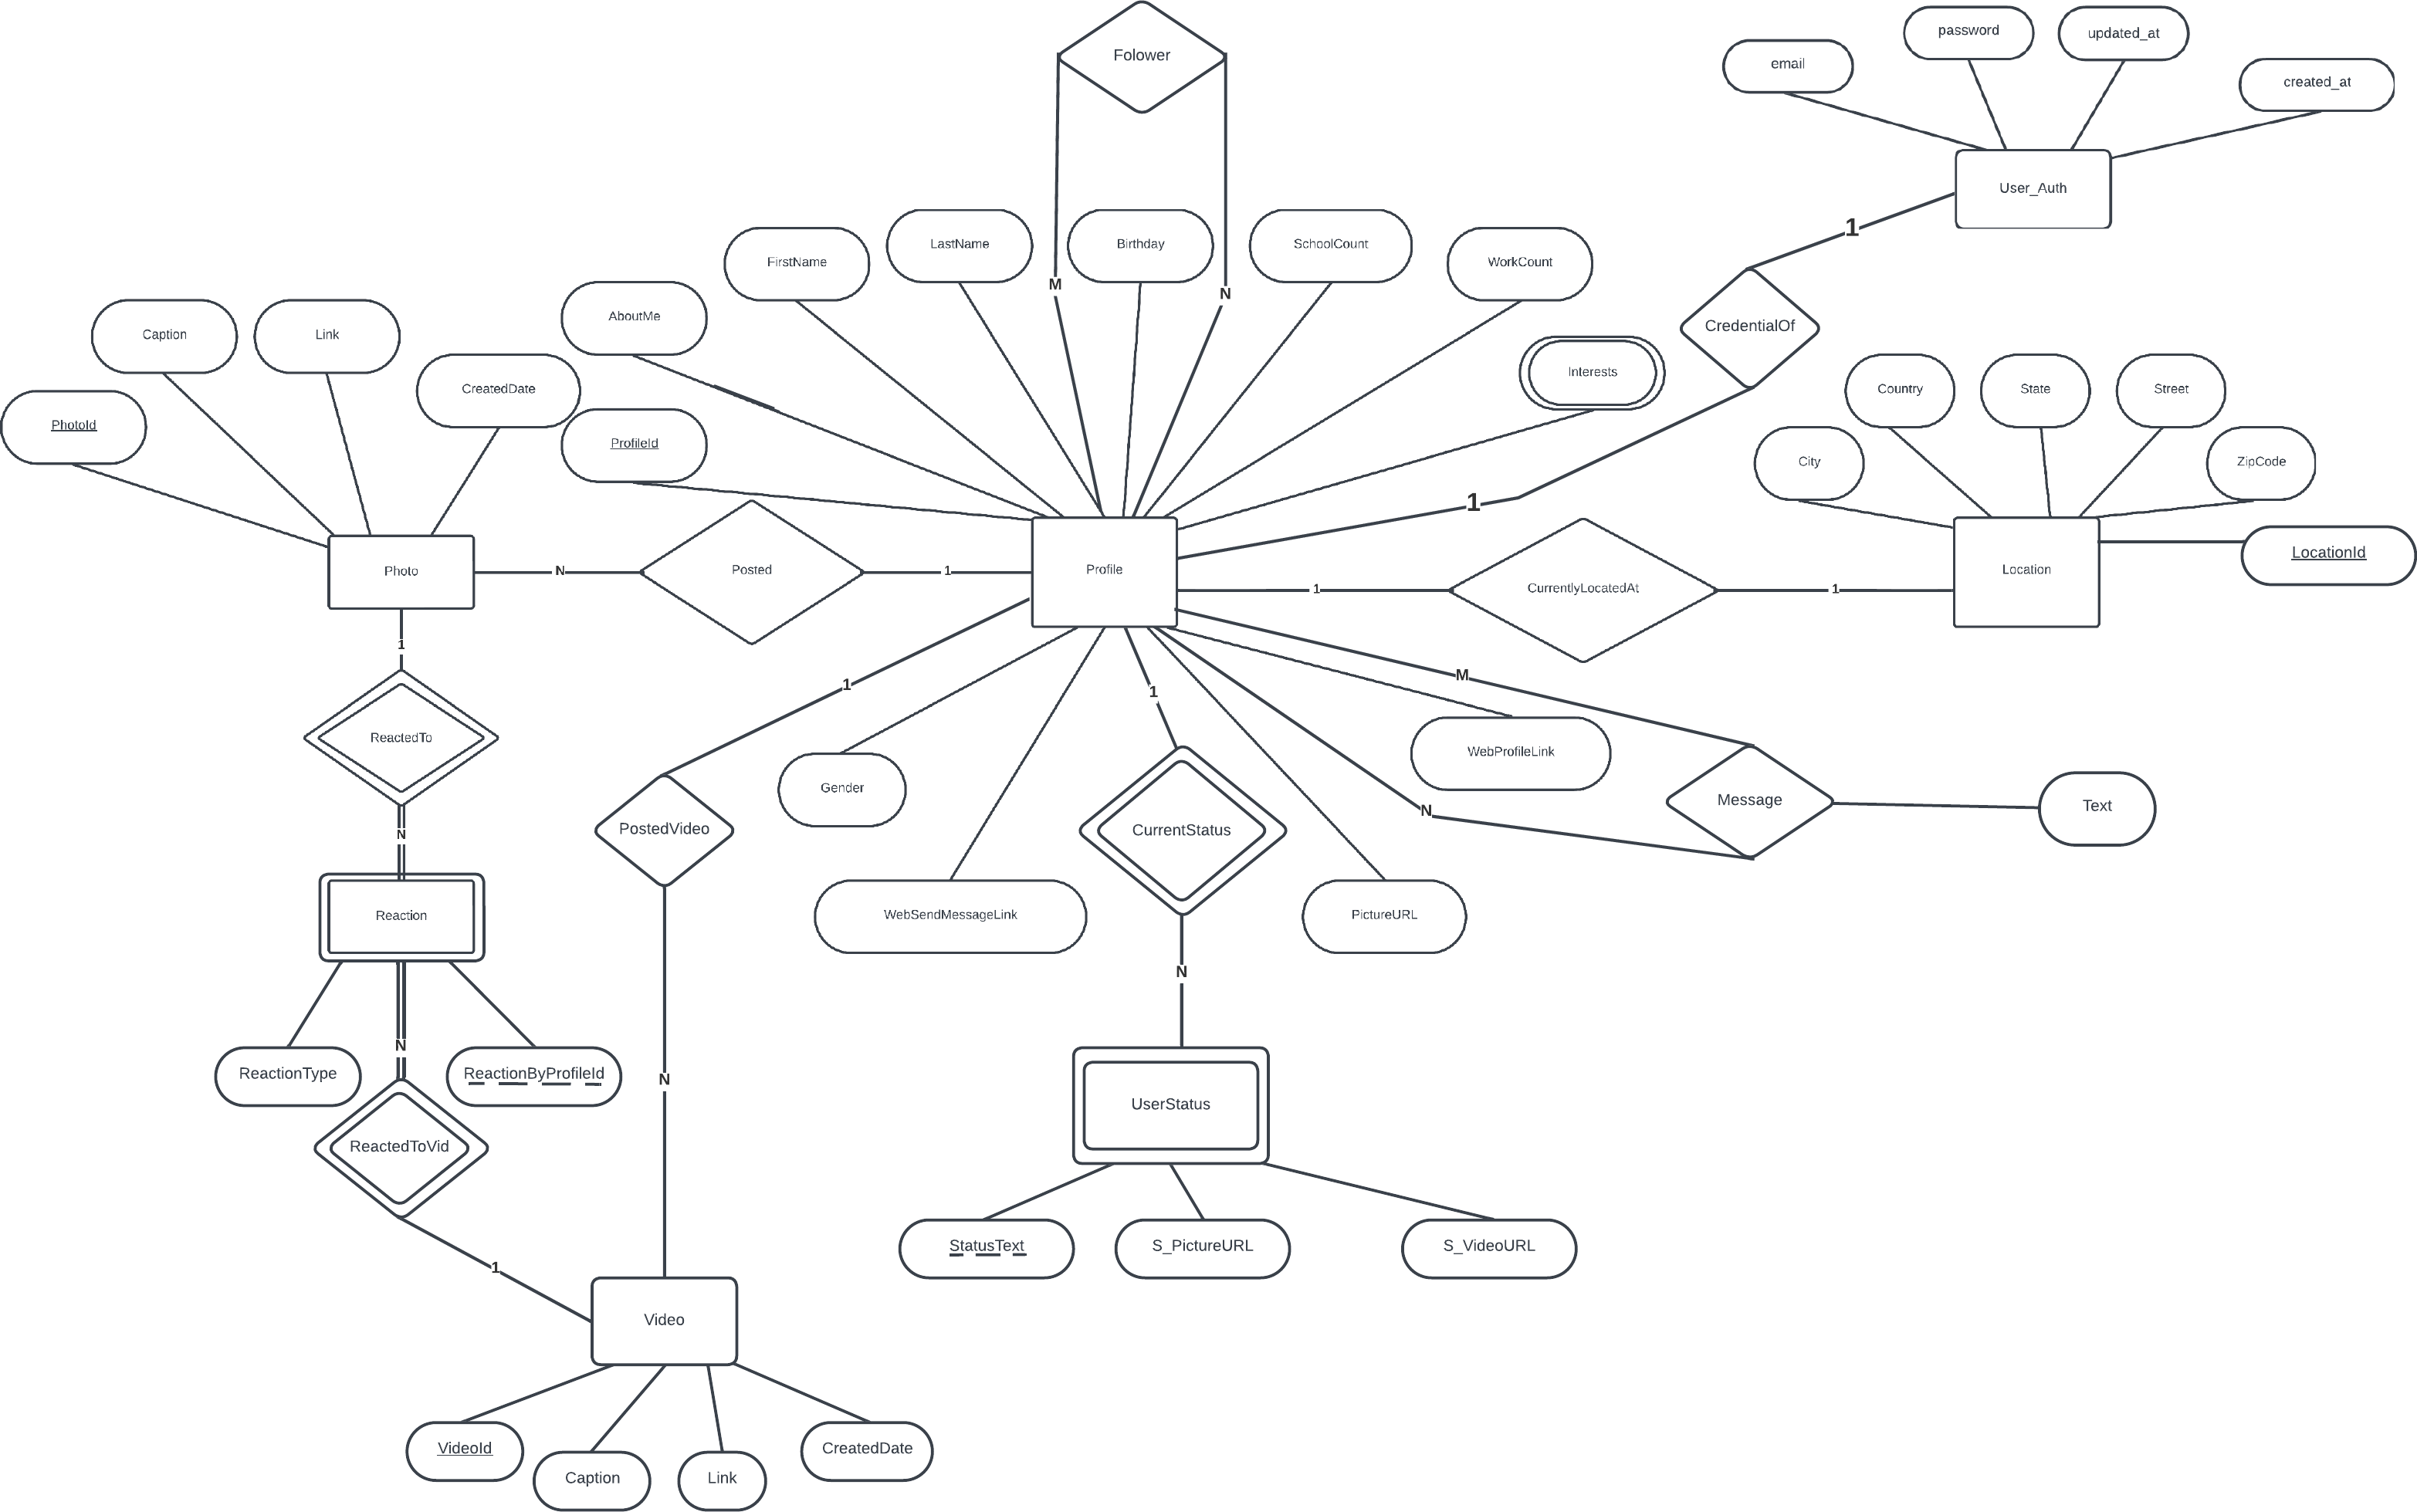 Folower
password
updated_at
email
created_at
User_Auth
1
FirstName
LastName
Birthday
SchoolCount
WorkCount
M
N
AboutMe
CredentialOf
Caption
Link
CreatedDate
Interests
Country
State
Street
PhotoId
ProfileId
City
ZipCode
1
LocationId
Photo
N
Posted
1
Profile
1
CurrentlyLocatedAt
1
Location
1
1
1
M
ReactedTo
WebProfileLink
Gender
PostedVideo
CurrentStatus
N
Message
Text
N
Reaction
WebSendMessageLink
PictureURL
N
N
ReactionType
N
ReactionByProfileId
UserStatus
ReactedToVid
StatusText
S_PictureURL
S_VideoURL
1
Video
VideoId
Caption
Link
CreatedDate